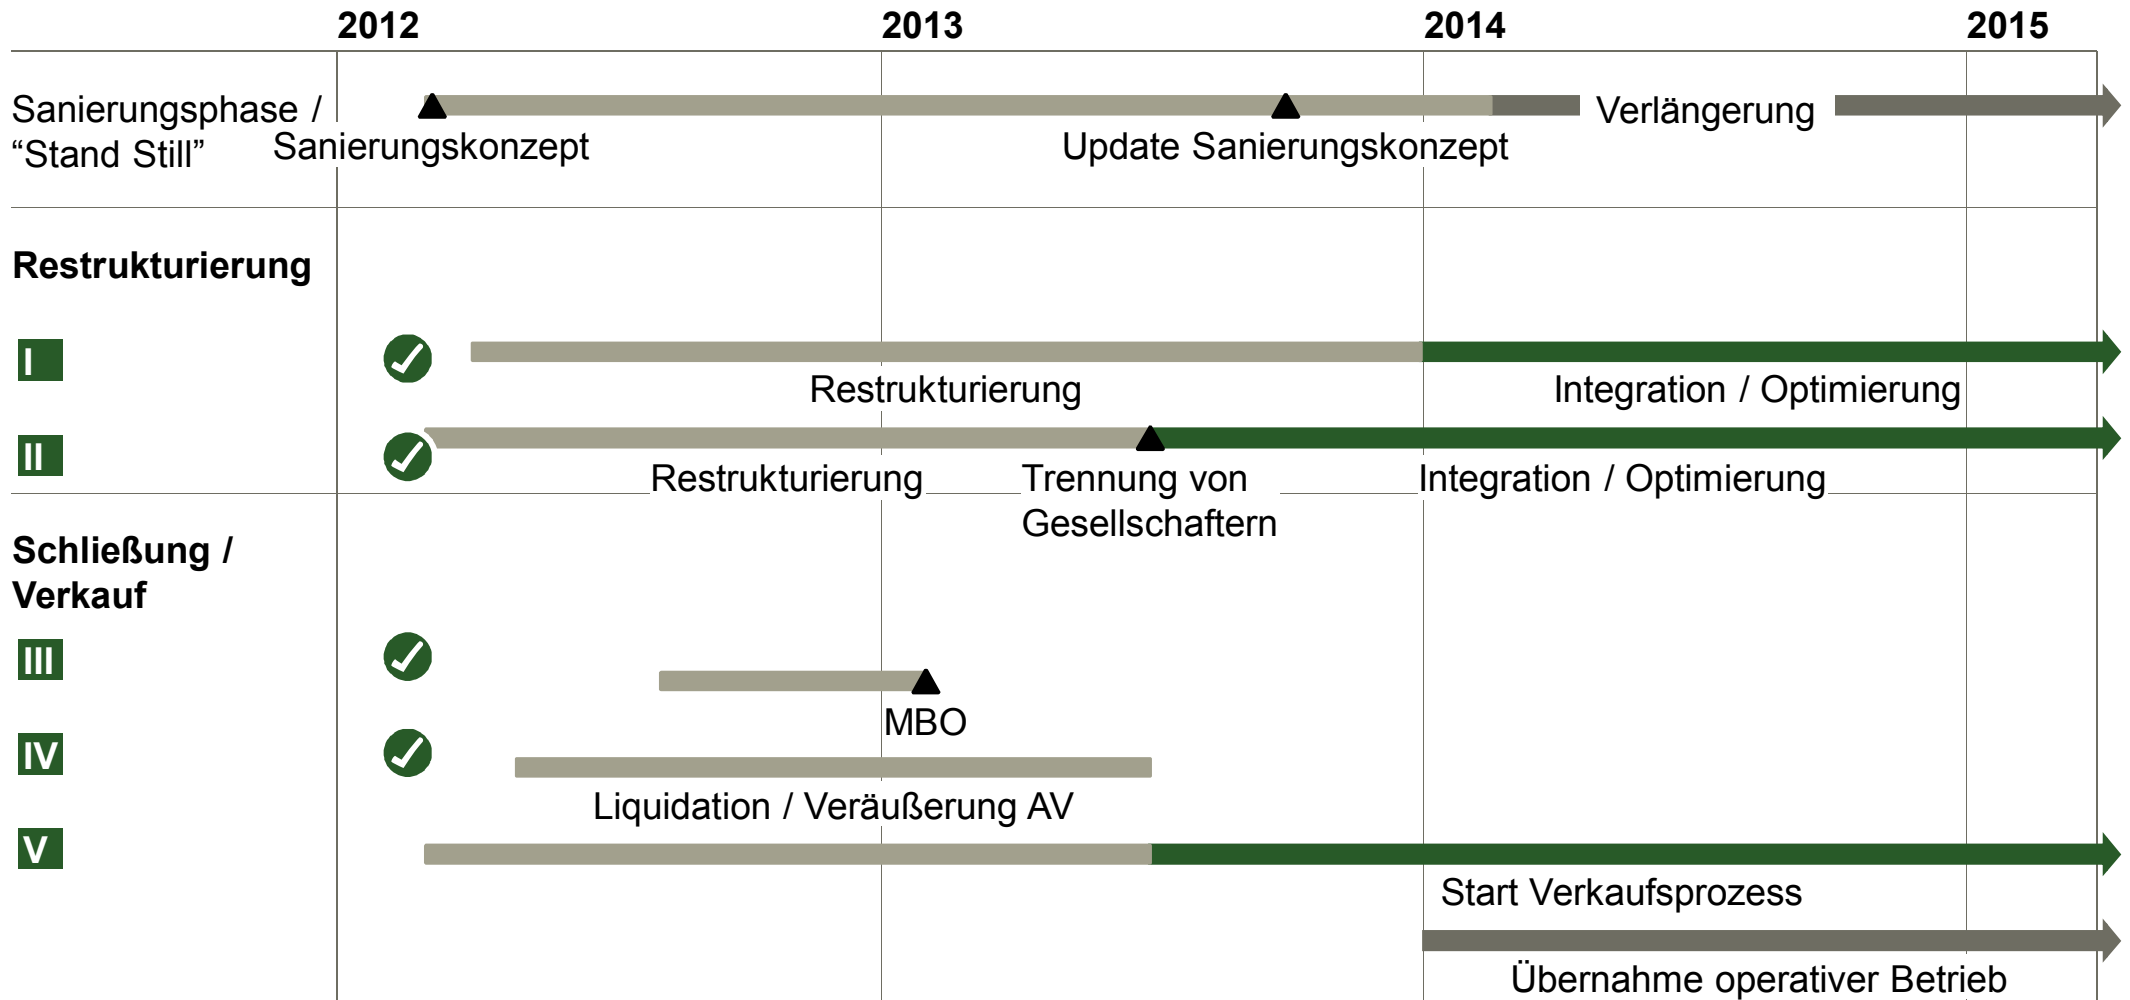 2012 2013 2014 2015
Sanierungsphase /
“Stand Still”
Sanierungskonzept
Update Sanierungskonzept
Verlängerung
Restrukturierung
I
Restrukturierung
Integration / Optimierung
II
Restrukturierung
Trennung von
Gesellschaftern
Integration / Optimierung
Schließung /
Verkauf
III
MBO
IV
Liquidation / Veräußerung AV
V
Start Verkaufsprozess
Übernahme operativer Betrieb